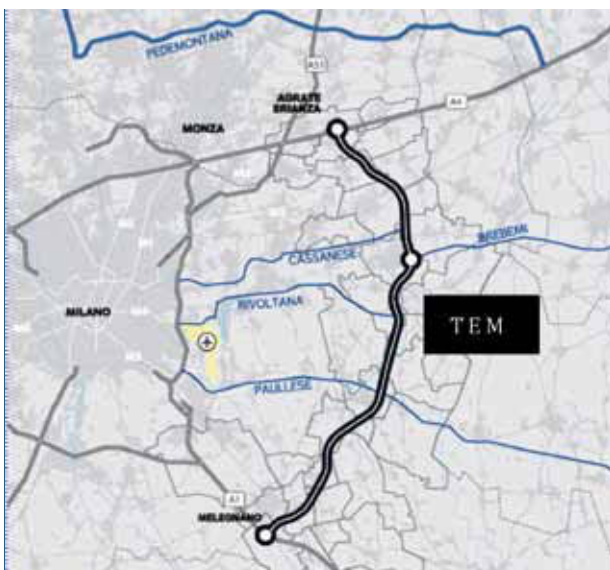 PEDEMONTANA
A51
A4
AGRATE
BRIANZA
MONZA
CASSANESE
BREBEMI
RIVOLTANA
MILANO
TEM
PAULLESE
A1
MELEGNANO